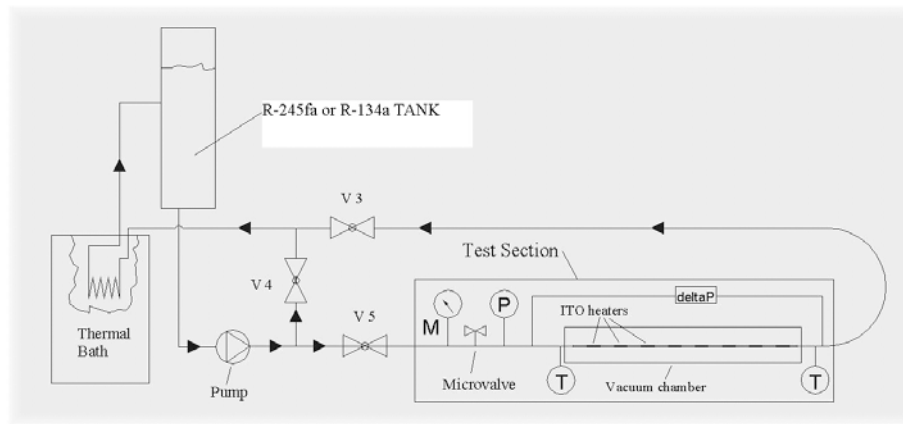 R-245fa or R-134a TANK
V 3
Test Section
V 4
deltaP
P
ITO heaters
M
V 5
Thermal
Bath
Microvalve
T
T
Vacuum chamber
Pump